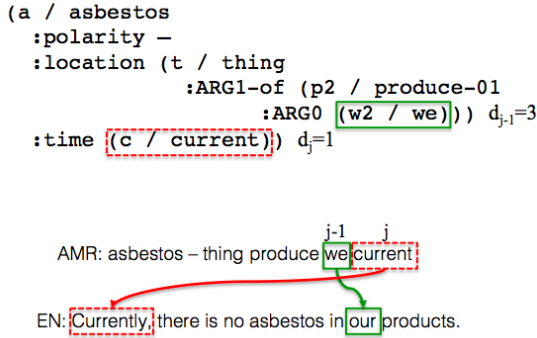 (a / asbestos
:polarity –
:location (t / thing
:ARG1-of (p2 / produce-01
:ARG0 (w2 / we))) dj-1=3
:time (c / current)) dj=1
j-1 j
AMR: asbestos – thing produce we current
EN: Currently, there is no asbestos in our products.